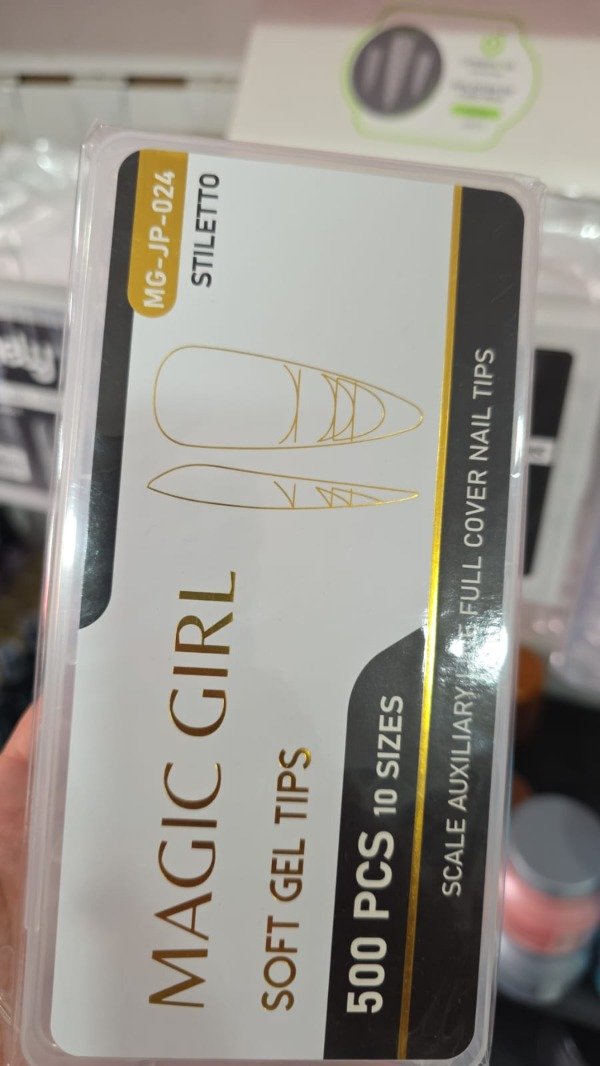 MG-JP-024
STILETTO
MAGIC GIRL
SOFT GEL TIPS
500 PCS 10 SIZES
SCALE AUXILIARY LINE FULL COVER NAIL TIPS